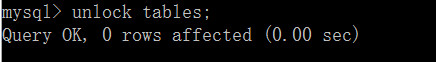 mysql> unlock tables;
Query OK, 0 rows affected (0.00 sec)